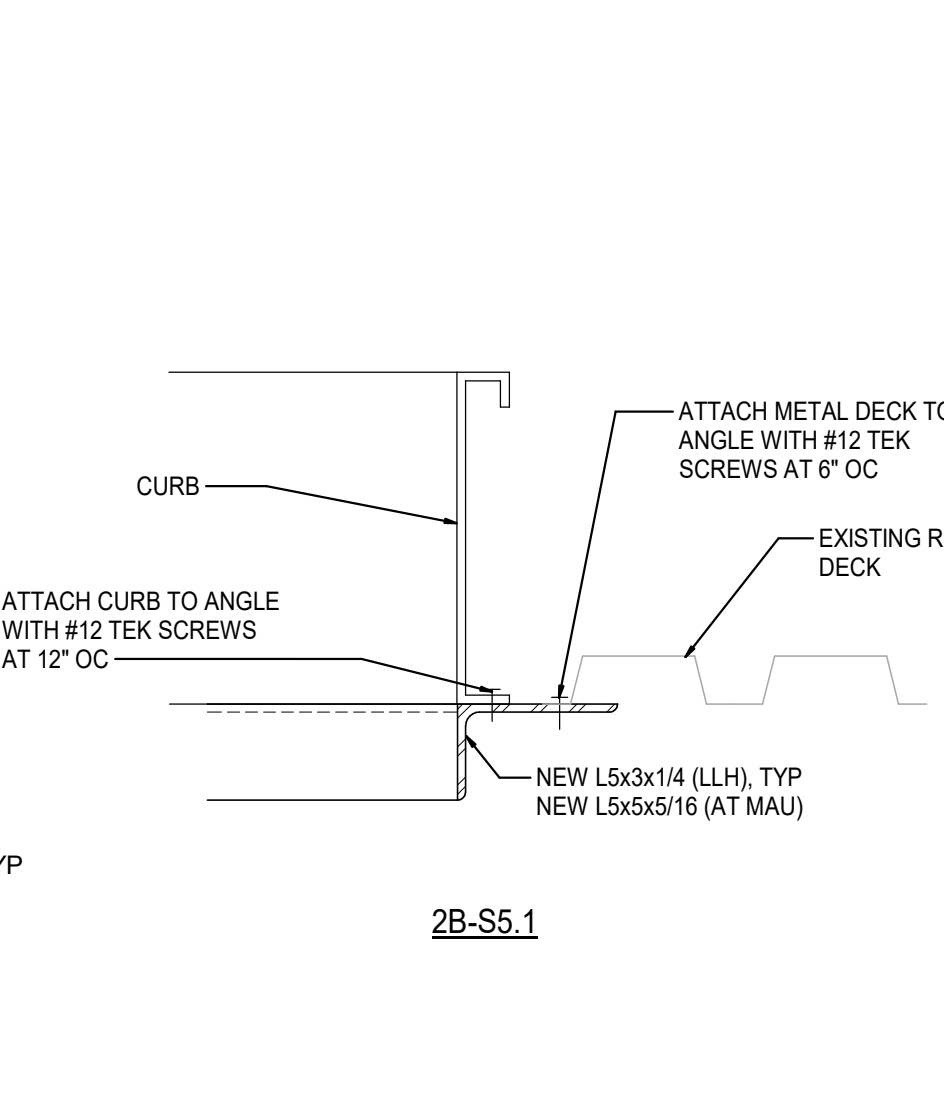 ATTACH METAL DECK TO
ANGLE WITH #12 TEK
SCREWS AT 6" OC
CURB
EXISTING R
DECK
ATTACH CURB TO ANGLE
WITH #12 TEK SCREWS
AT 12" OC
NEW L5x3x1/4 (LLH), TYP
NEW L5x5x5/16 (AT MAU)
YP
2B-S5.1